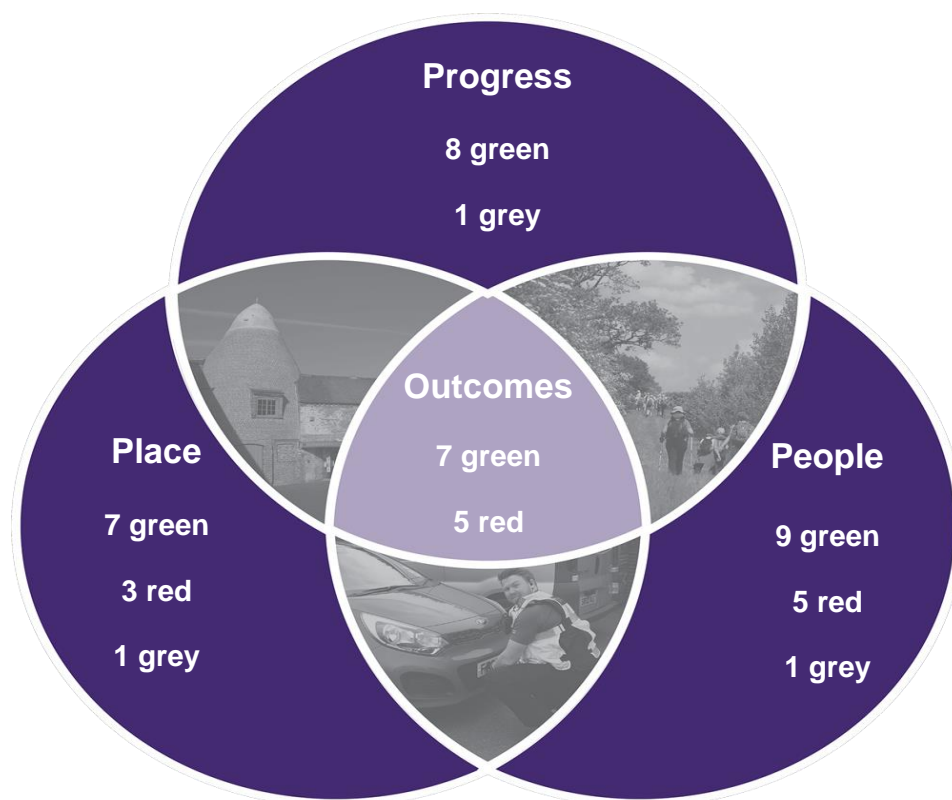 Progress
8 green
1 grey
Outcomes
7 green
5 red
Place
7 green
3 red
1 grey
People
9 green
5 red
1 grey